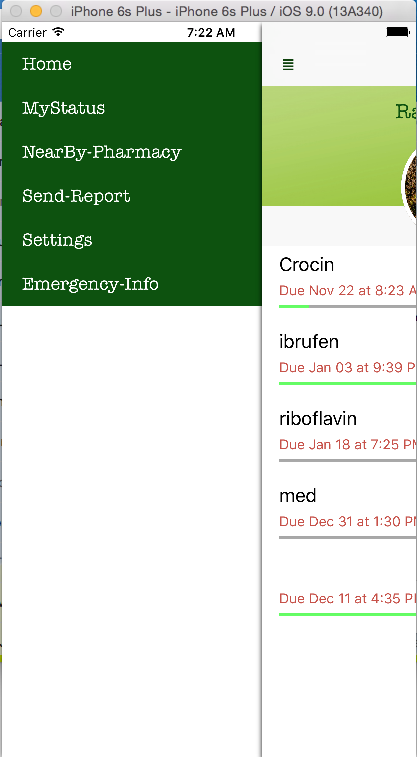 iPhone 6s Plus - iPhone 6s Plus / iOS 9.0 (13A340)
Carrier 7:22 AM
Home
MyStatus
NearBy-Pharmacy
Send-Report
Settings
Emergency-Info
Ra
Crocin
Due Nov 22 at 8:23 A
ibrufen
Due Jan 03 at 9:39 P
riboflavin
Due Jan 18 at 7:25 PM
med
Due Dec 31 at 1:30 PM
Due Dec 11 at 4:35 PM